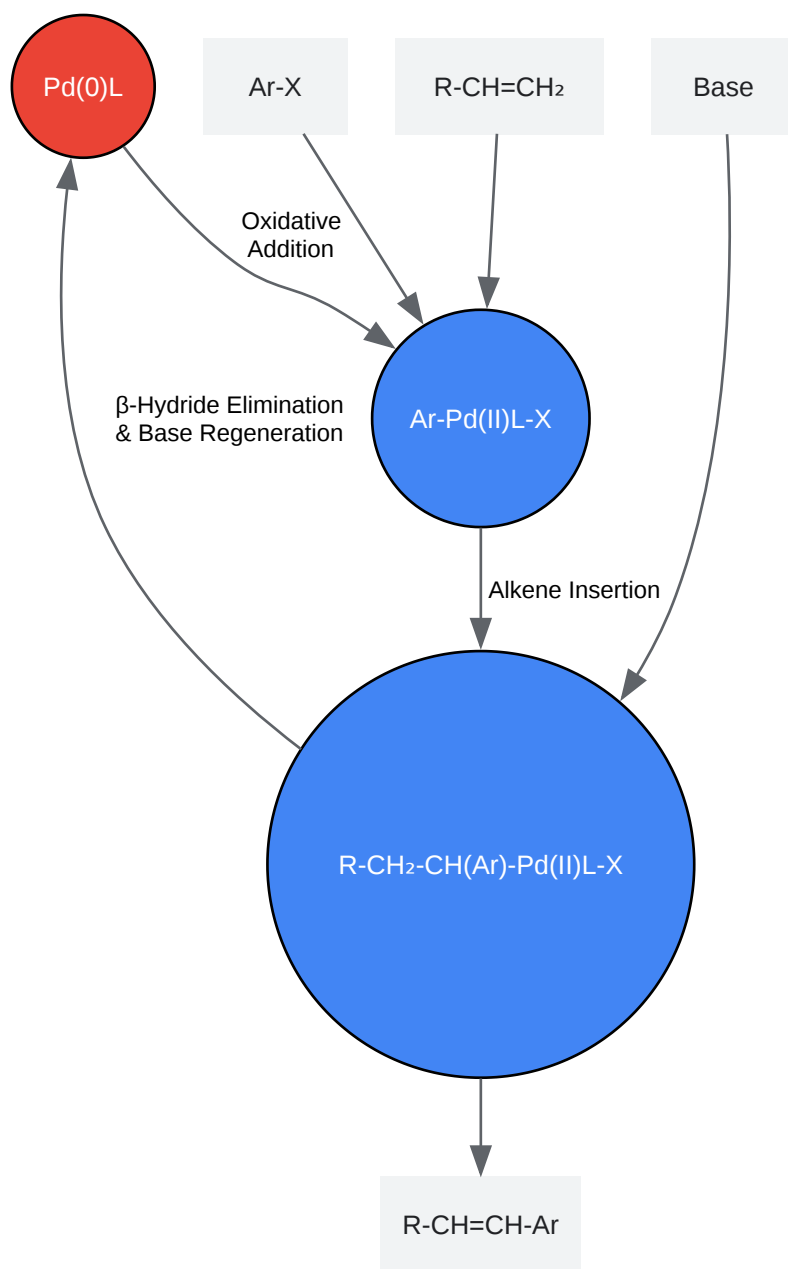 Pd(0)L
Ar-X
R-CH=CH₂
Base
Oxidative
Addition
β-Hydride Elimination
& Base Regeneration
Ar-Pd(II)L-X
Alkene Insertion
R-CH₂-CH(Ar)-Pd(II)L-X
R-CH=CH-Ar